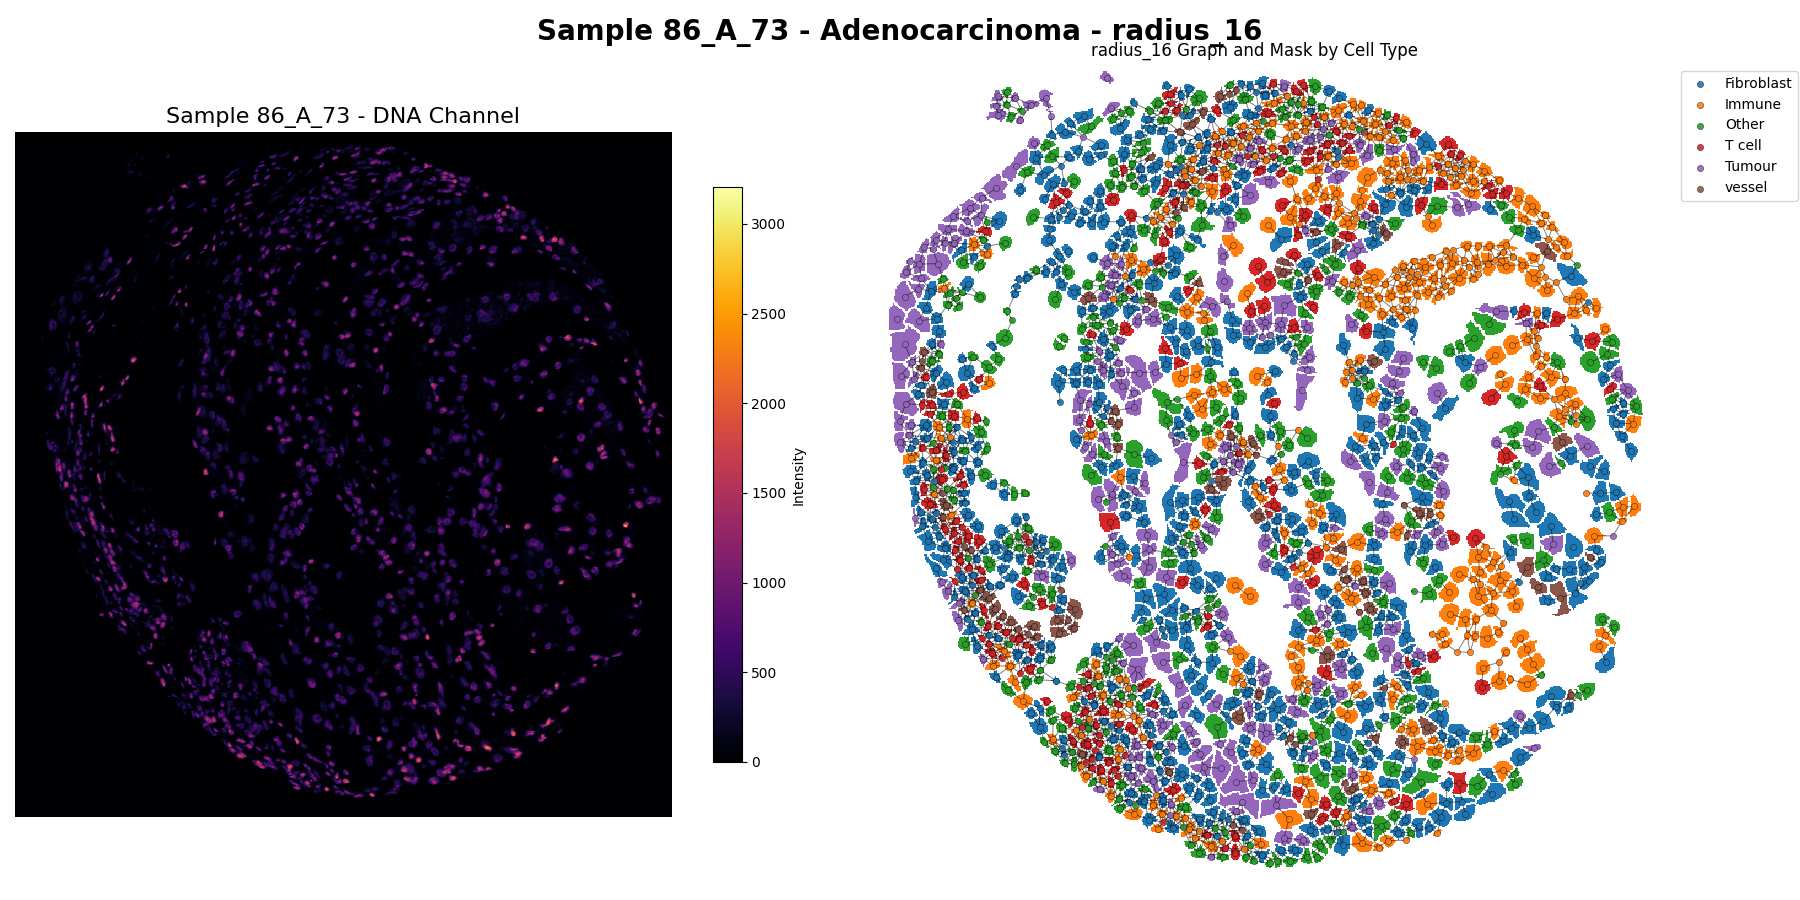 Sample 86_A_73 - Adenocarcinoma - radius_16
radius_16 Graph and Mask by Cell Type
Sample 86_A_73 - DNA Channel
3000
2500
2000
1500
1000
500
0
Intensity
Fibroblast
Immune
Other
T cell
Tumour
vessel